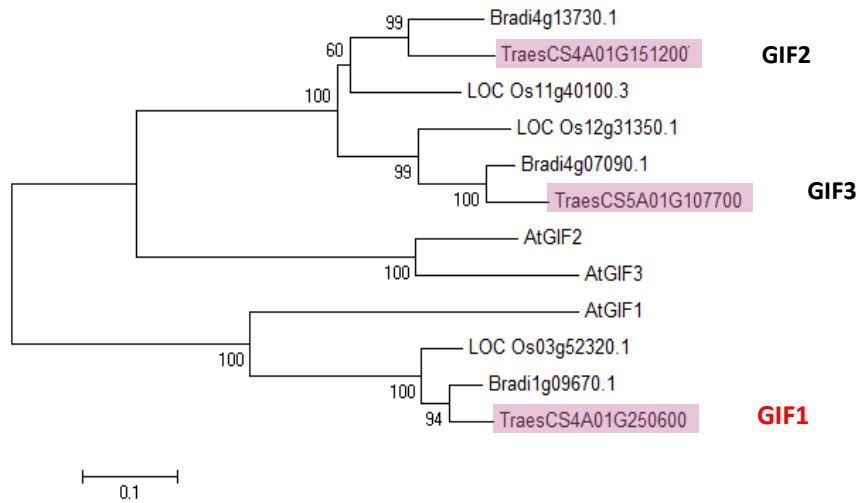 99
Bradi4g13730.1
60
TraesCS4A01G151200
GIF2
100
LOC Os11g40100.3
LOC Os12g31350.1
99
Bradi4g07090.1
100
TraesCS5A01G107700
GIF3
AtGIF2
100
AtGIF3
AtGIF1
100
LOC Os03g52320.1
100
Bradi1g09670.1
94
TraesCS4A01G250600
GIF1
0.1